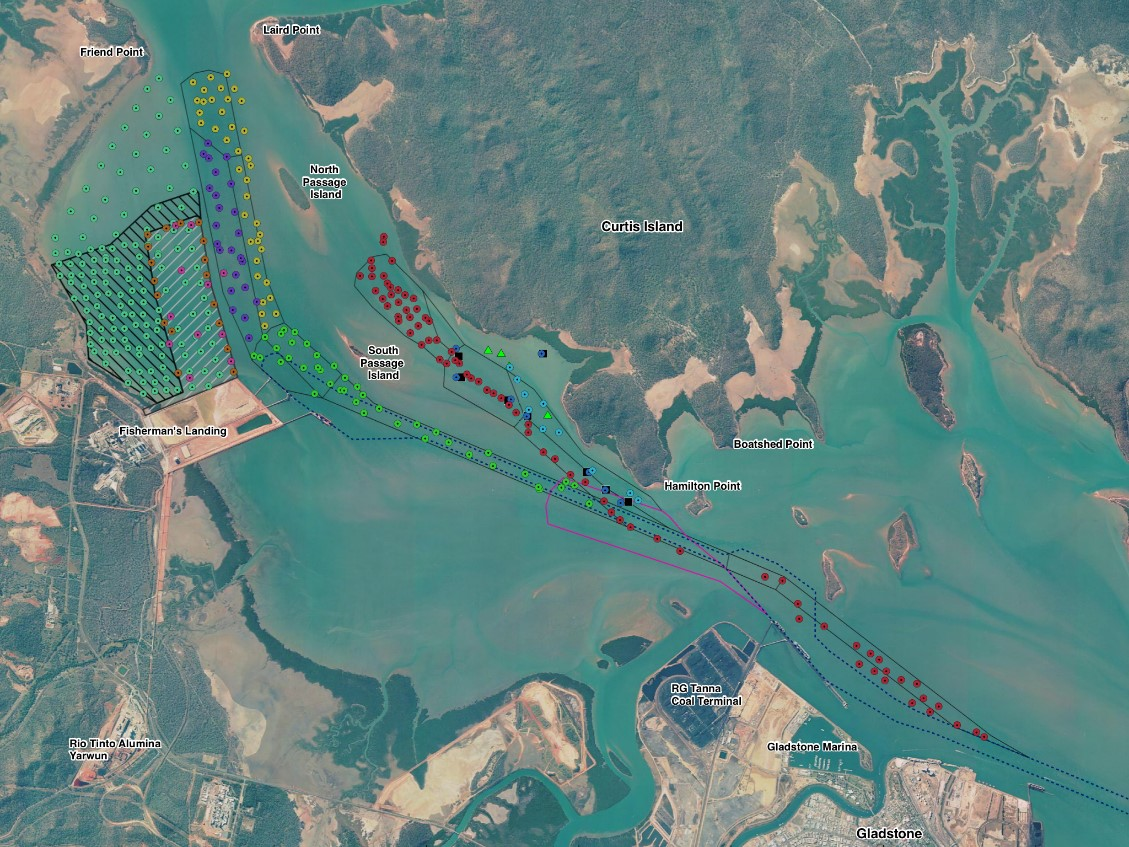 Laird Point
Friend Point
North
Passage
Island
Curtis Island
South
Passage
Island
Fisherman's Landing
Boatshed Point
Hamilton Point
RG Tanna
Coal Terminal
Rio Tinto Alumina
Yarwun
Gladstone Marina
Gladstone